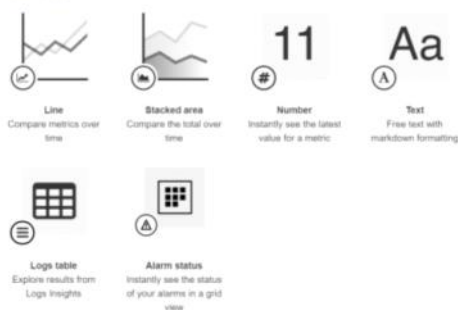 11
Aa
#
A
Line
Compare metrics over
time
Stacked area
Compare the total over
time
Number
Instantly see the latest
value for a metric
Text
Free text with
markdown formatting
Logs table
Explore results from
Logs Insights
Alarm status
Instantly see the status
of your alarms in a grid
view